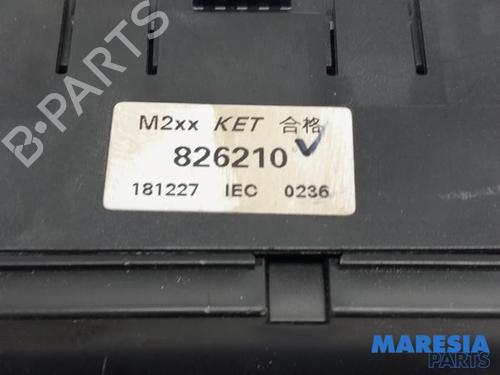 B-PARTS
M2xx KET 合格
826210
181227 IEC 0236
MARESIA
PARTS